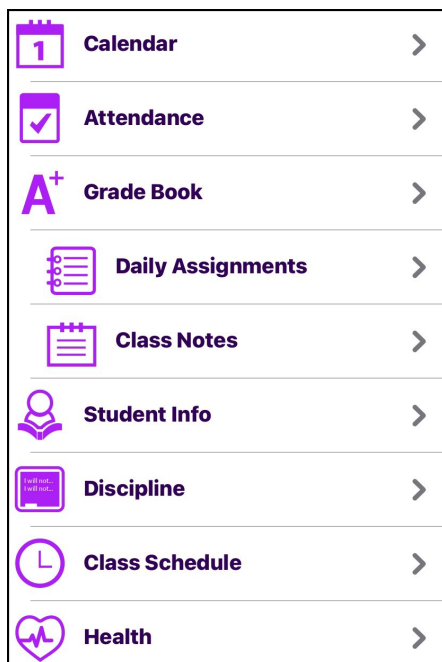 1
Calendar
Attendance
A+
Grade Book
Daily Assignments
Class Notes
Student Info
I will not...
I will not...
Discipline
Class Schedule
Health